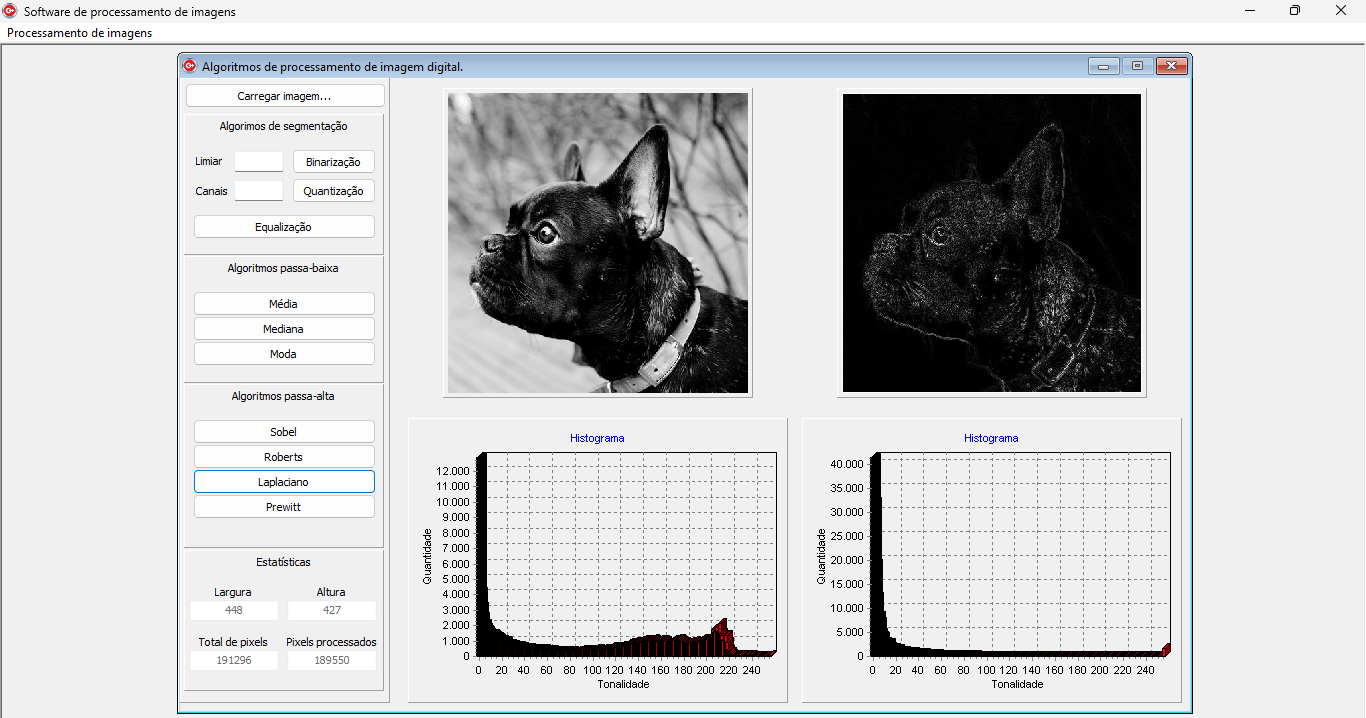 Software de processamento de imagens
Processamento de imagens
Algoritmos de processamento de imagem digital.
Carregar imagem...
Algorimos de segmentação
Limiar
Binarização
Canais
Quantização
Equalização
Algoritmos passa-baixa
Média
Mediana
Moda
Algoritmos passa-alta
Sobel
Roberts
Laplaciano
Prewitt
Estatísticas
Largura Altura
448 427
Total de pixels Pixels processados
191296 189550
Histograma
Quantidade
12.000
11.000
10.000
9.000
8.000
7.000
6.000
5.000
4.000
3.000
2.000
1.000
0
0 20 40 60 80 100 120 140 160 180 200 220 240
Tonalidade
Histograma
Quantidade
40.000
35.000
30.000
25.000
20.000
15.000
10.000
5.000
0
0 20 40 60 80 100 120 140 160 180 200 220 240
Tonalidade